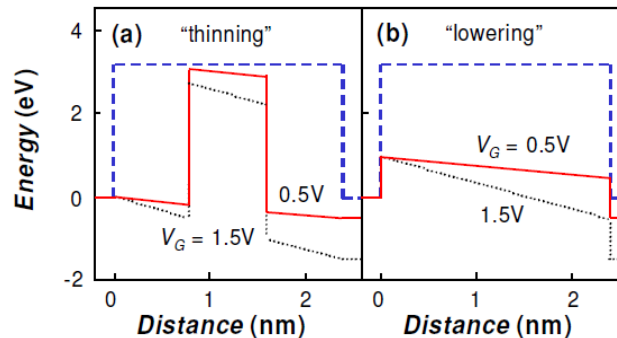 (a) “thinning”
(b) “lowering”
4
2
0
-2
Energy (eV)
0.5V
V_G = 1.5V
V_G = 0.5V
1.5V
0 1 2
0 1 2
Distance (nm)
Distance (nm)